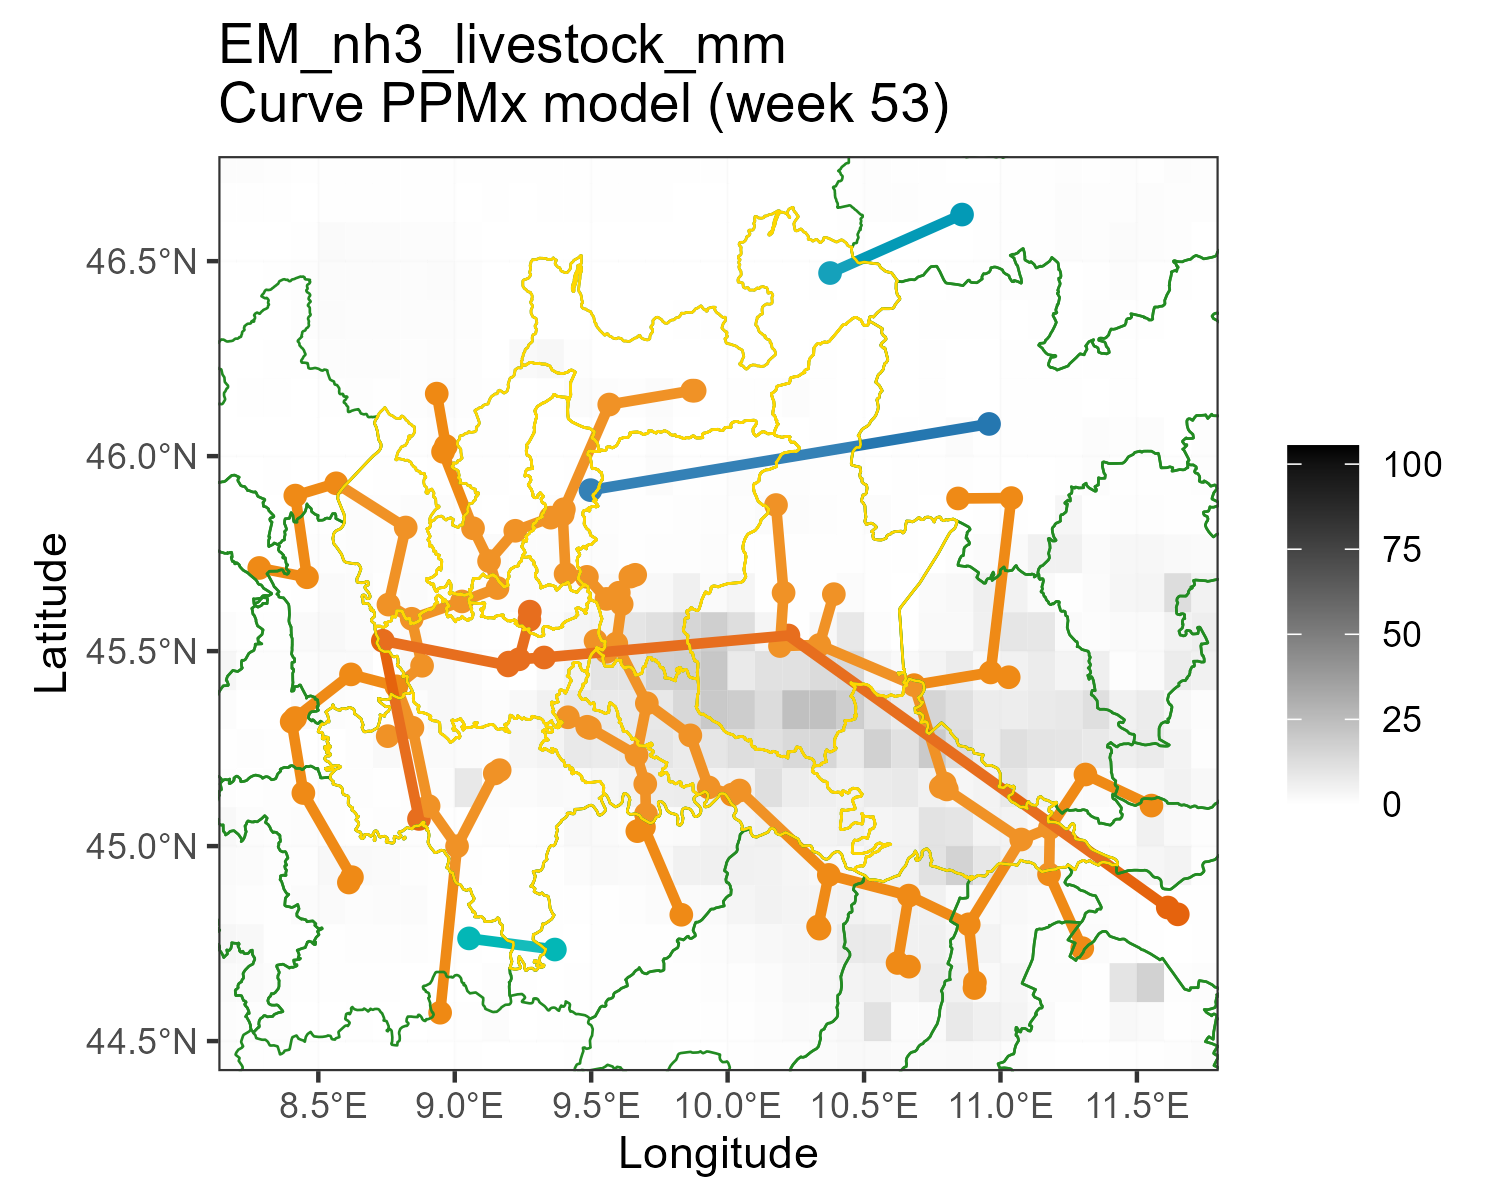 EM_nh3_livestock_mm
Curve PPMx model (week 53)
46.5°N
46.0°N
45.5°N
45.0°N
44.5°N
Latitude
8.5°E 9.0°E 9.5°E 10.0°E 10.5°E 11.0°E 11.5°E
Longitude
100
75
50
25
0